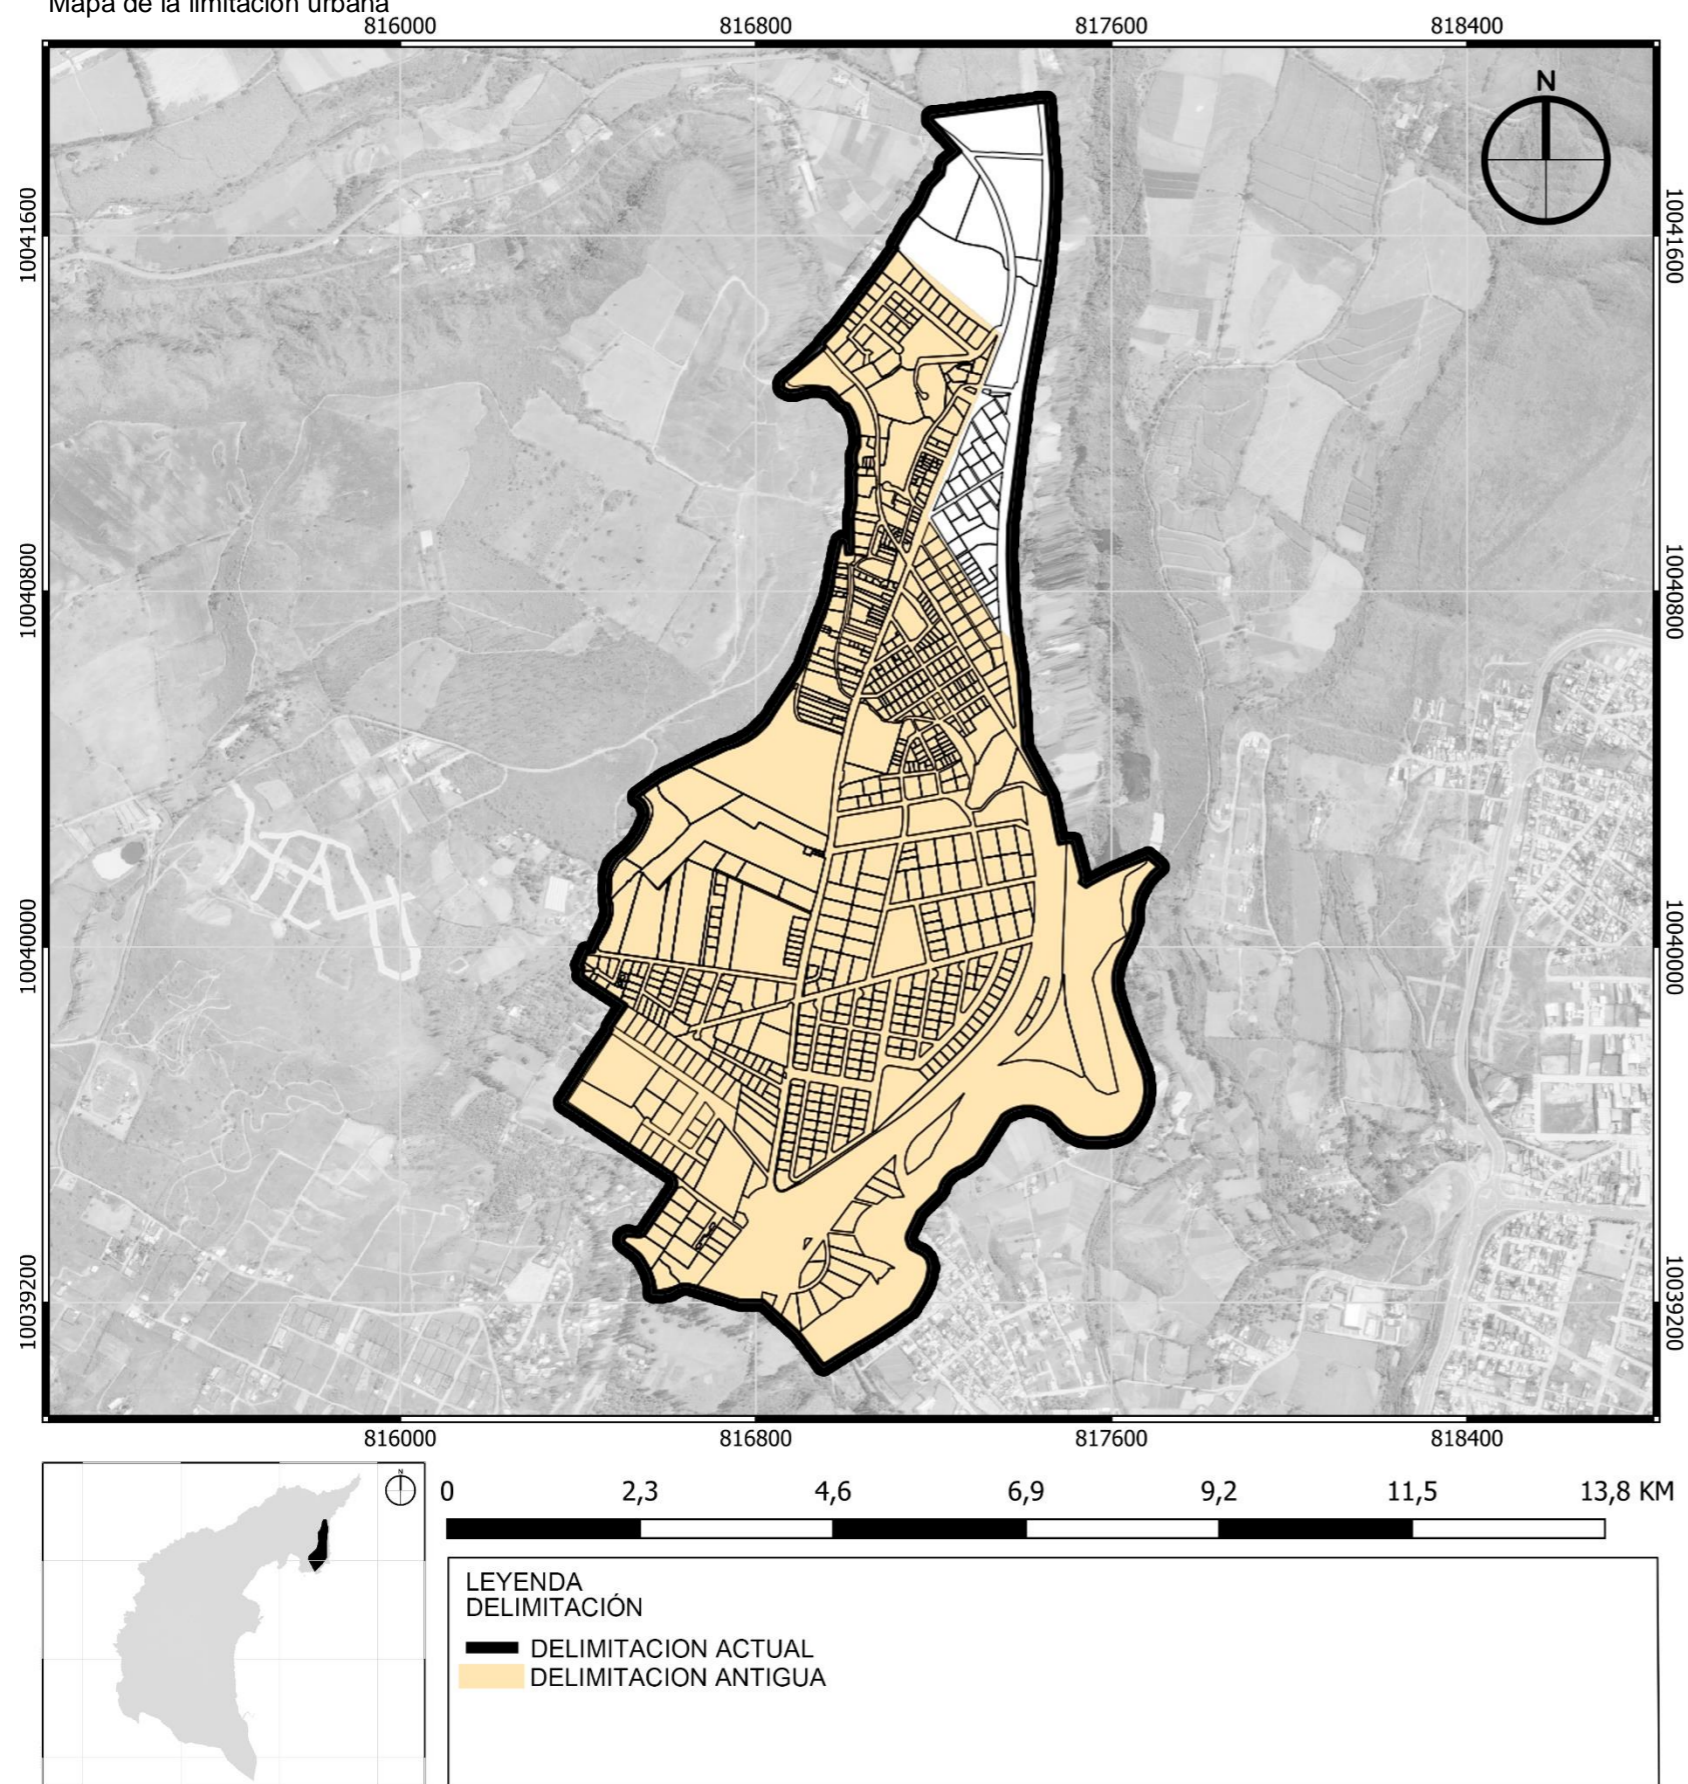 Mapa de la limitación urbana
816000 816800 817600 818400
N
10041600 10041600
10040800 10040800
10040000 10040000
10039200 10039200
816000 816800 817600 818400
N
0 2,3 4,6 6,9 9,2 11,5 13,8 KM
LEYENDA
DELIMITACIÓN
DELIMITACION ACTUAL
DELIMITACION ANTIGUA